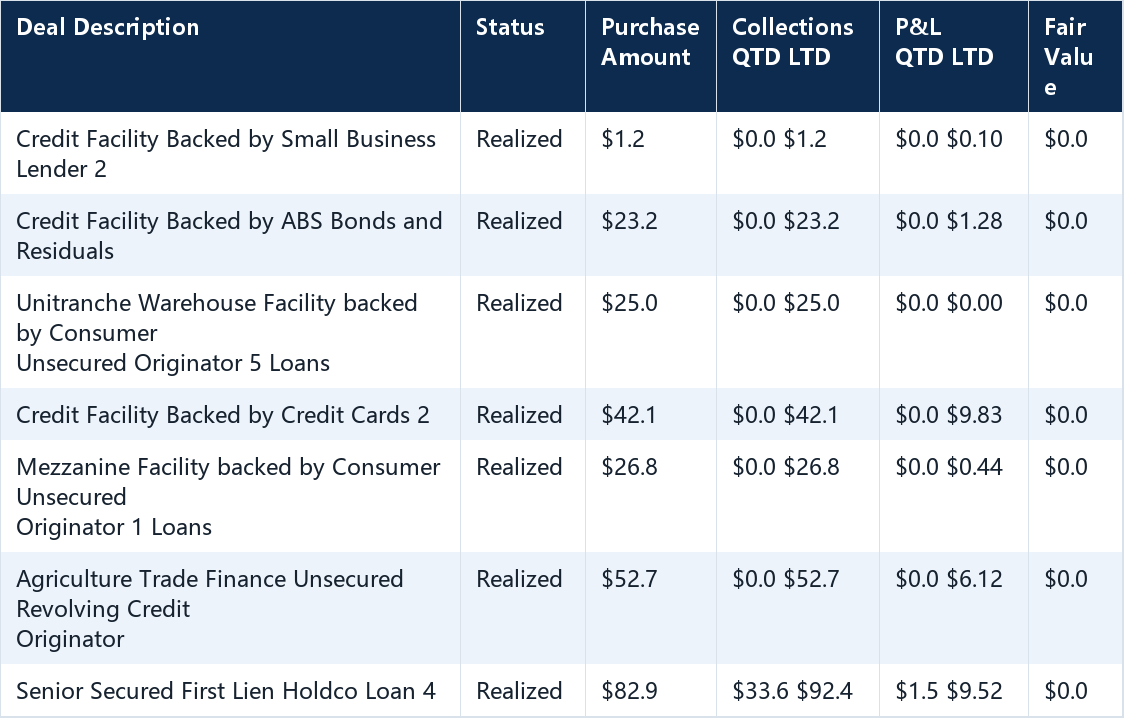 Deal Description Status Purchase Amount Collections QTD LTD P&L QTD LTD Fair Valu e
Credit Facility Backed by Small Business Realized $1.2 $0.0 $1.2 $0.0 $0.10 $0.0
Lender 2
Credit Facility Backed by ABS Bonds and Realized $23.2 $0.0 $23.2 $0.0 $1.28 $0.0
Residuals
Unitranche Warehouse Facility backed Realized $25.0 $0.0 $25.0 $0.0 $0.00 $0.0
by Consumer
Unsecured Originator 5 Loans
Credit Facility Backed by Credit Cards 2 Realized $42.1 $0.0 $42.1 $0.0 $9.83 $0.0
Mezzanine Facility backed by Consumer Realized $26.8 $0.0 $26.8 $0.0 $0.44 $0.0
Unsecured
Originator 1 Loans
Agriculture Trade Finance Unsecured Realized $52.7 $0.0 $52.7 $0.0 $6.12 $0.0
Revolving Credit
Originator
Senior Secured First Lien Holdco Loan 4 Realized $82.9 $33.6 $92.4 $1.5 $9.52 $0.0